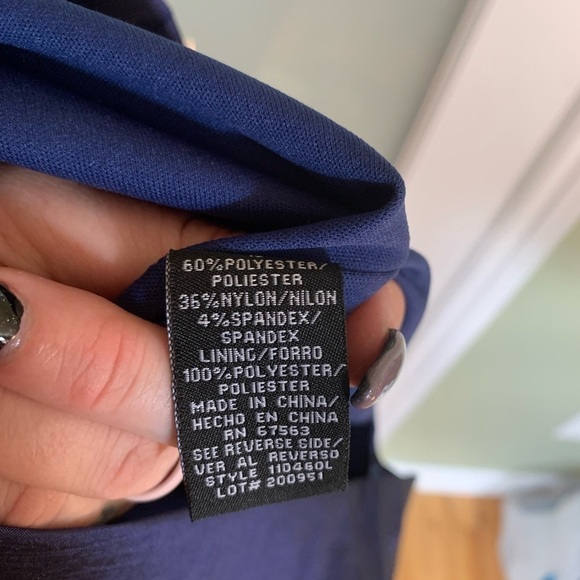 60%POLYESTER/
POLIESTER
36%NYLON/NILON
4%SPANDEX/
SPANDEX
LINING/FORRO
100%POLYESTER/
POLIESTER
MADE IN CHINA/
HECHO EN CHINA
RN 67563
SEE REVERSE SIDE/
VER AL REVERSO
STYLE 110460L
LOT# 200951